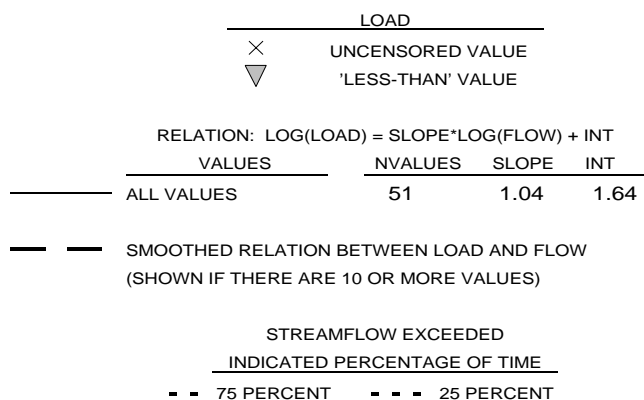 LOAD
UNCENSORED VALUE
'LESS-THAN' VALUE
RELATION: LOG(LOAD) = SLOPE*LOG(FLOW) + INT
VALUES NVALUES SLOPE INT
ALL VALUES 51 1.04 1.64
SMOOTHED RELATION BETWEEN LOAD AND FLOW
(SHOWN IF THERE ARE 10 OR MORE VALUES)
STREAMFLOW EXCEEDED
INDICATED PERCENTAGE OF TIME
75 PERCENT 25 PERCENT